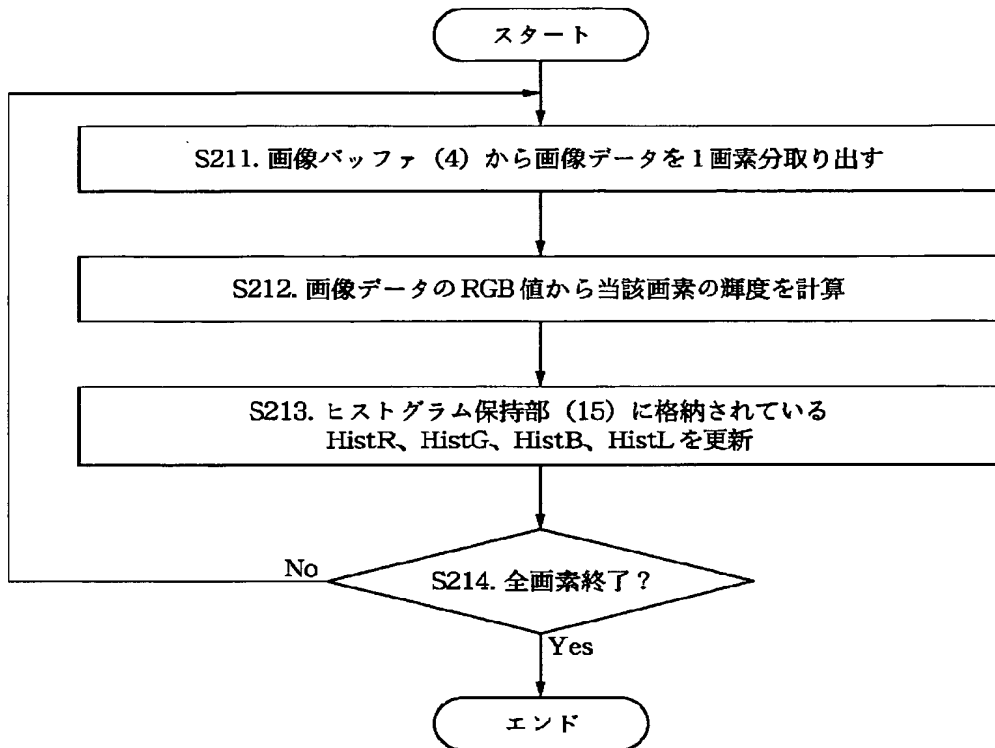 スタート
S211. 画像バッファ（4）から画像データを1画素分取り出す
S212. 画像データのRGB値から当該画素の輝度を計算
S213. ヒストグラム保持部（15）に格納されている
HistR、HistG、HistB、HistLを更新
No
S214. 全画素終了？
Yes
エンド